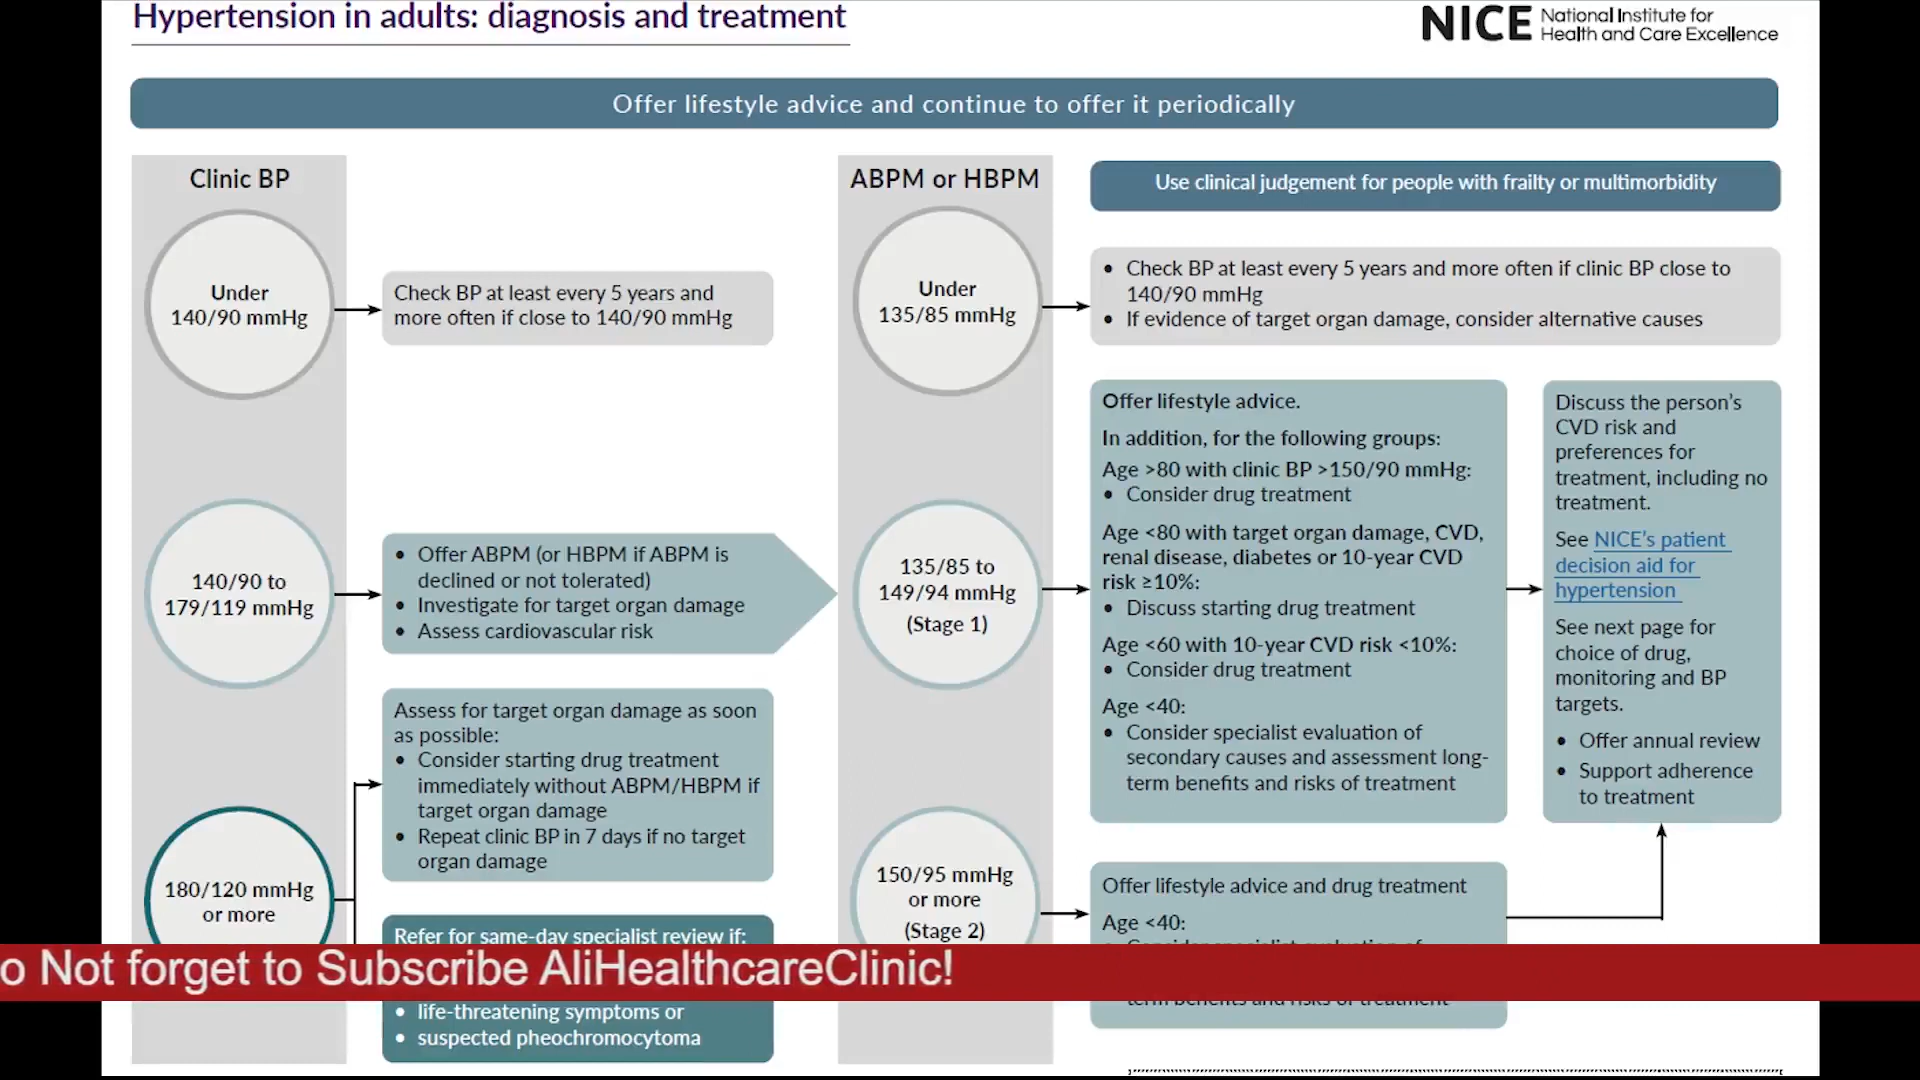 Hypertension in adults: diagnosis and treatment
NICE National Institute for
Health and Care Excellence
Offer lifestyle advice and continue to offer it periodically
Clinic BP
Under
140/90 mmHg
Check BP at least every 5 years and
more often if close to 140/90 mmHg
140/90 to
179/119 mmHg
• Offer ABPM (or HBPM if ABPM is
declined or not tolerated)
• Investigate for target organ damage
• Assess cardiovascular risk
180/120 mmHg
or more
Assess for target organ damage as soon
as possible:
• Consider starting drug treatment
immediately without ABPM/HBPM if
target organ damage
• Repeat clinic BP in 7 days if no target
organ damage
Refer for same-day specialist review if:
• life-threatening symptoms or
• suspected pheochromocytoma
ABPM or HBPM
Under
135/85 mmHg
Use clinical judgement for people with frailty or multimorbidity
• Check BP at least every 5 years and more often if clinic BP close to
140/90 mmHg
• If evidence of target organ damage, consider alternative causes
135/85 to
149/94 mmHg
(Stage 1)
Offer lifestyle advice.
In addition, for the following groups:
Age >80 with clinic BP >150/90 mmHg:
• Consider drug treatment
Age <80 with target organ damage, CVD,
renal disease, diabetes or 10-year CVD
risk ≥10%:
• Discuss starting drug treatment
Age <60 with 10-year CVD risk <10%:
• Consider drug treatment
Age <40:
• Consider specialist evaluation of
secondary causes and assessment long-
term benefits and risks of treatment
Discuss the person's
CVD risk and
preferences for
treatment, including no
treatment.
See NICE's patient
decision aid for
hypertension
See next page for
choice of drug,
monitoring and BP
targets.
• Offer annual review
• Support adherence
to treatment
150/95 mmHg
or more
(Stage 2)
Offer lifestyle advice and drug treatment
Age <40:
term benefits and risks of treatment
o Not forget to Subscribe AliHealthcareClinic!